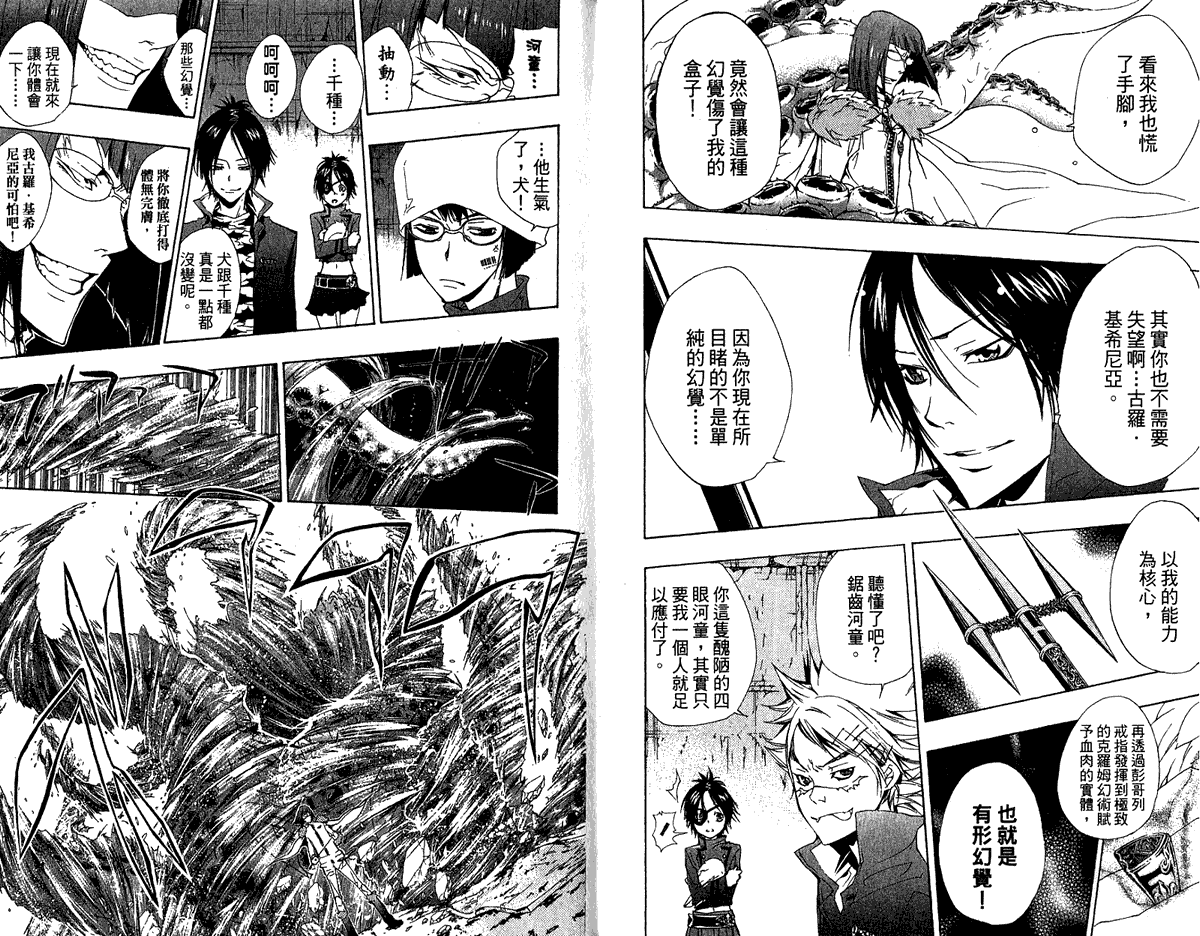 看來我也慌
了手腳，
竟然會讓這種
幻覺傷了我的
盒子！
其實你也不需要
失望啊…古羅．
基希尼亞。
因為你現在所
目睹的不是單
純的幻覺……
以我的能力
為核心，
再透過彭哥列
戒指發揮到極致
的克羅姆幻術賦
予血肉的實體，
也就是
有形幻覺！
聽懂了吧？
鋸齒河童。
你這隻醜陋的四
眼河童，其實只
要我一個人就足
以應付了。
河童…
抽動…
…千種…
呵呵呵…
那些幻覺…
現在就來
讓你體會
一下……
…他生氣
了，犬！
犬跟千種
真是一點都
沒變呢。
將你徹底打得
體無完膚，
我古羅．基希
尼亞的可怕吧！